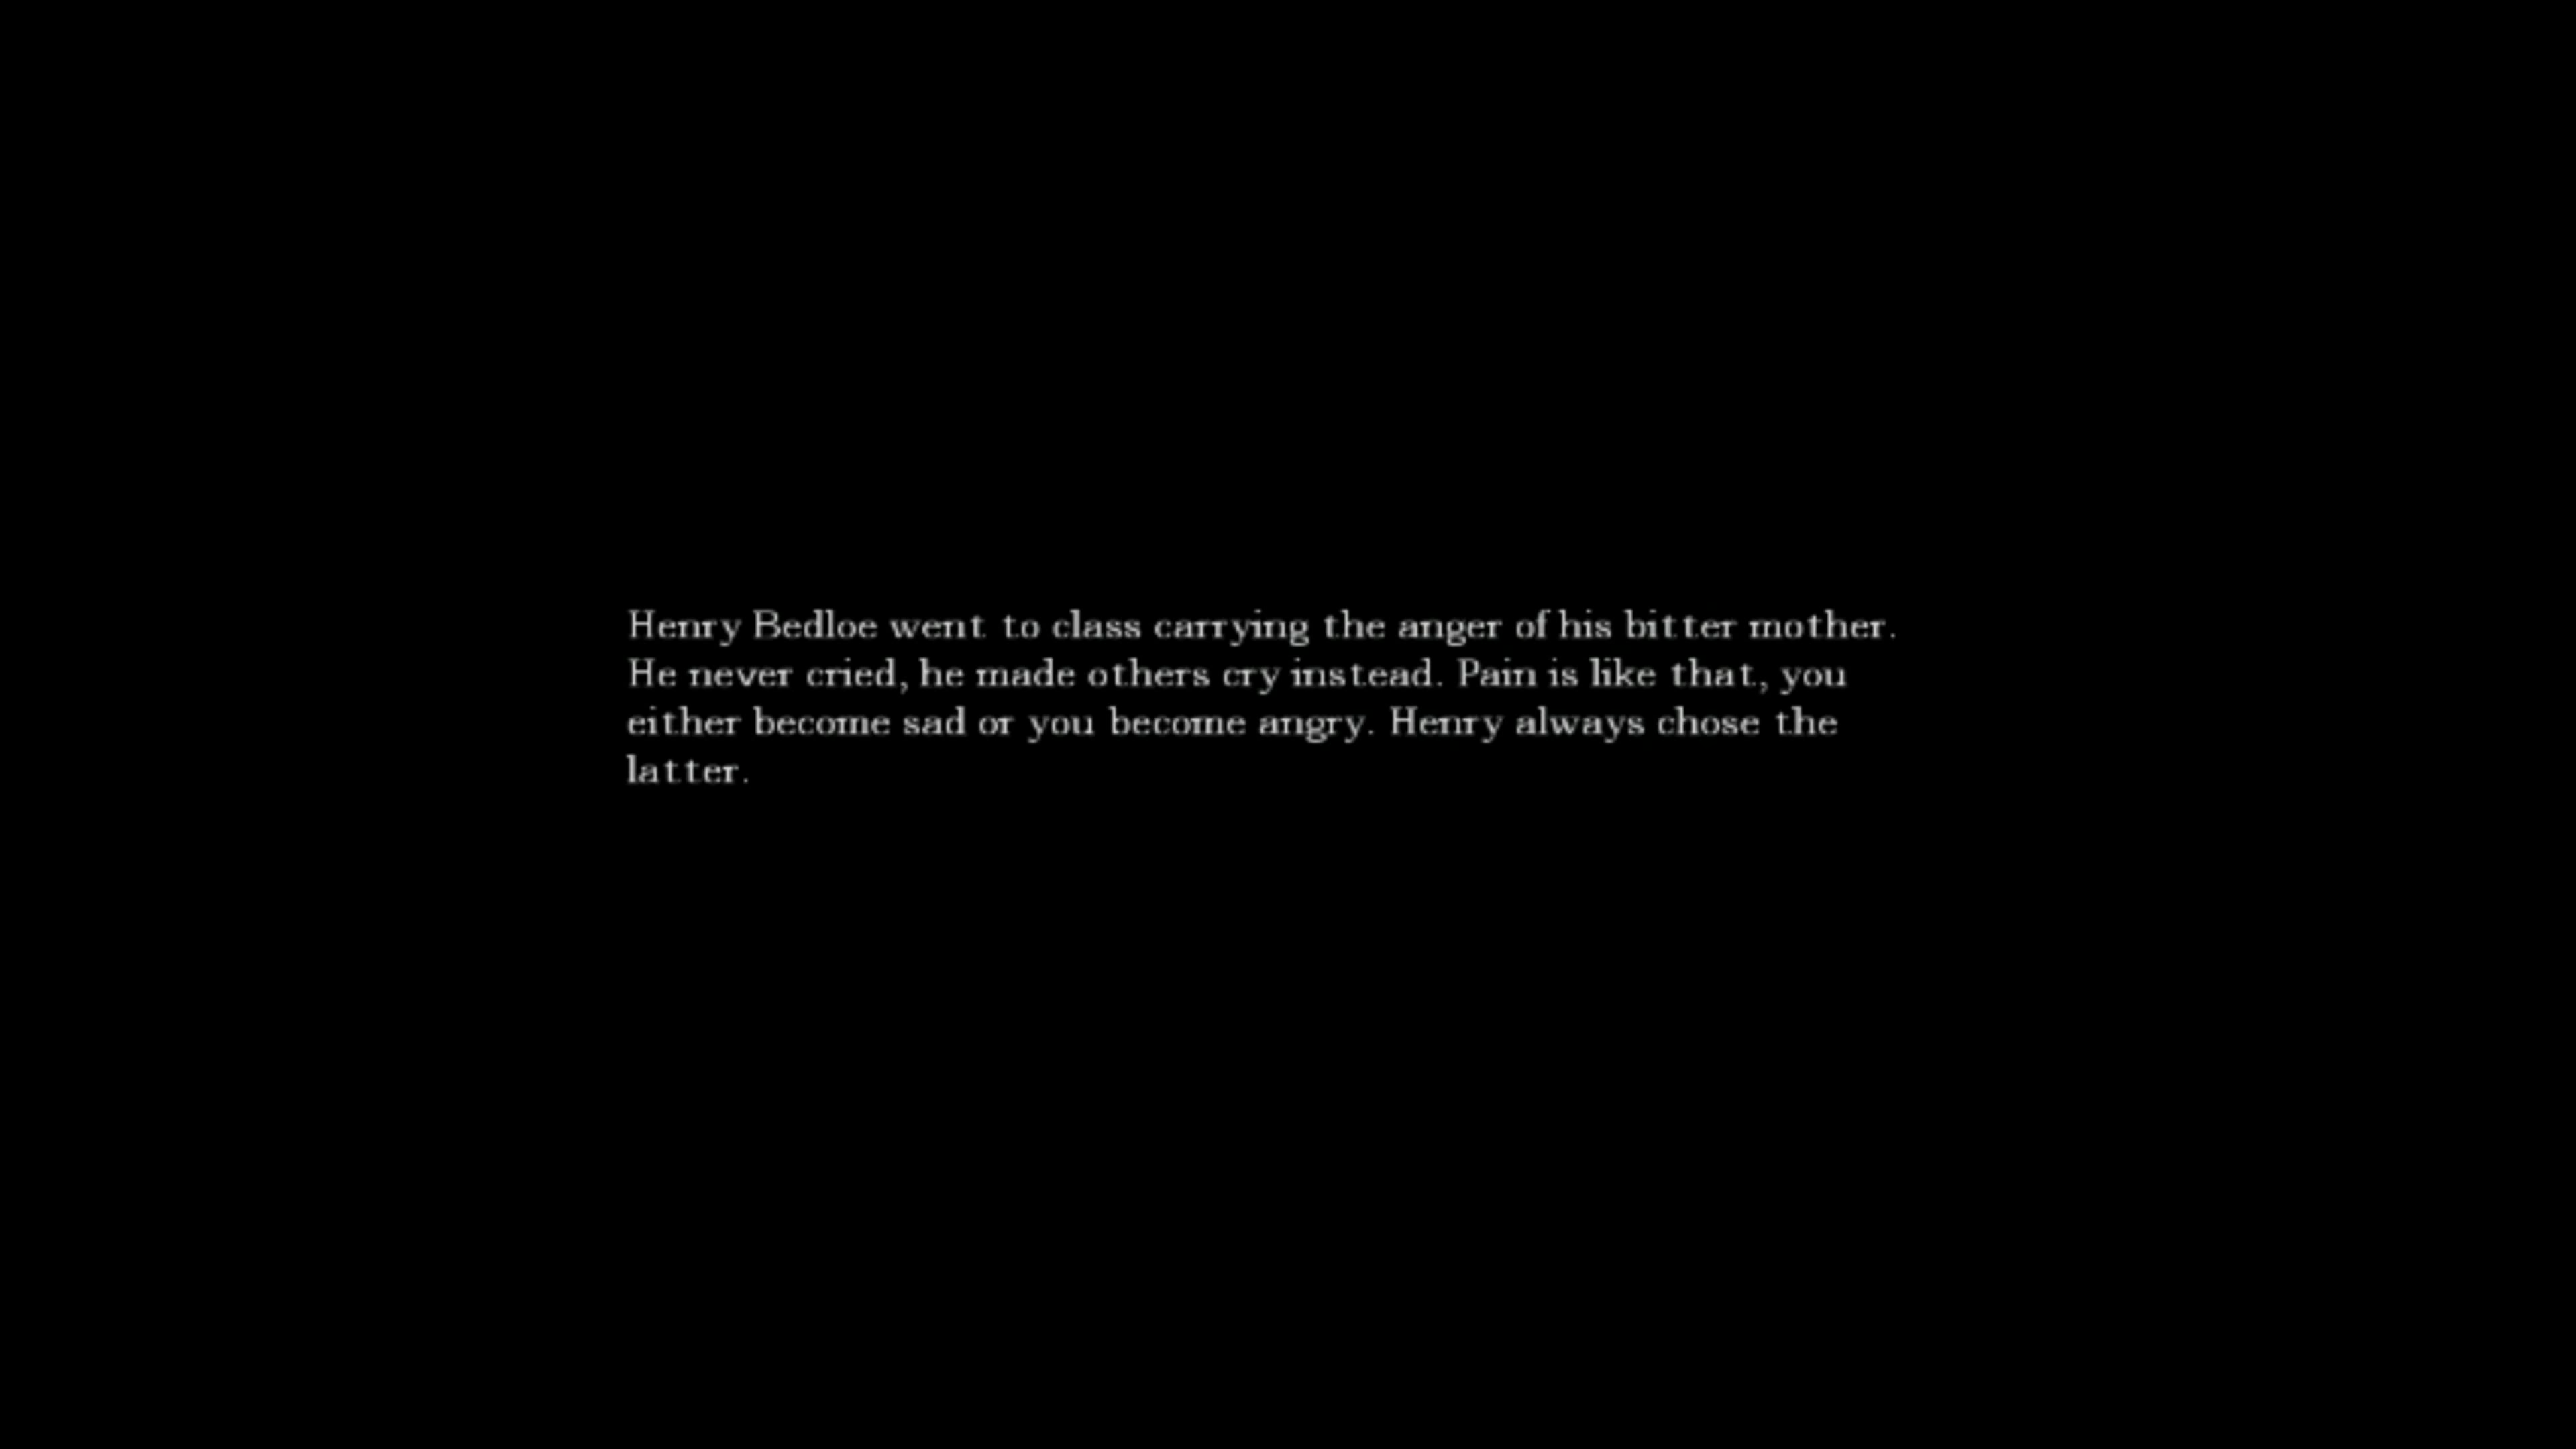 Henry Bedloe went to class carrying the anger of his bitter mother.
He never cried, he made others cry instead. Pain is like that, you
either become sad or you become angry. Henry always chose the
latter.